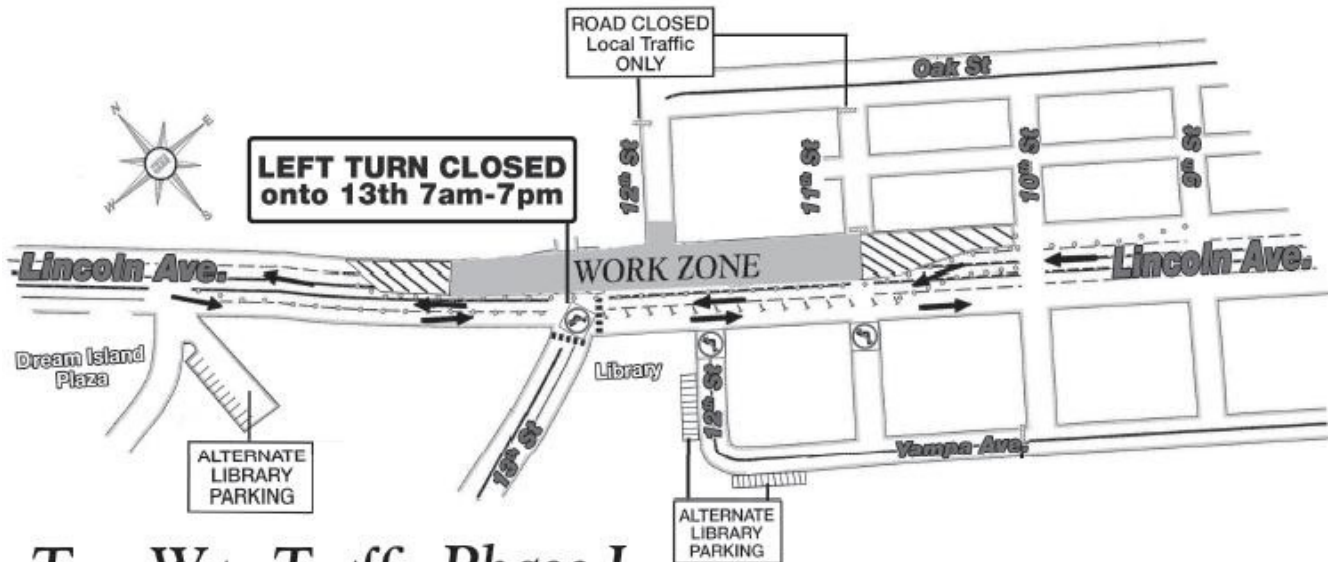 ROAD CLOSED
Local Traffic
ONLY
Oak St
N
E
W
S
LEFT TURN CLOSED
onto 13th 7am-7pm
12th St
11th St
10th St
9th St
Lincoln Ave.
WORK ZONE
Lincoln Ave.
Dream Island
Plaza
Library
12th St
13th St
Yampa Ave.
ALTERNATE
LIBRARY
PARKING
ALTERNATE
LIBRARY
PARKING
Phase I